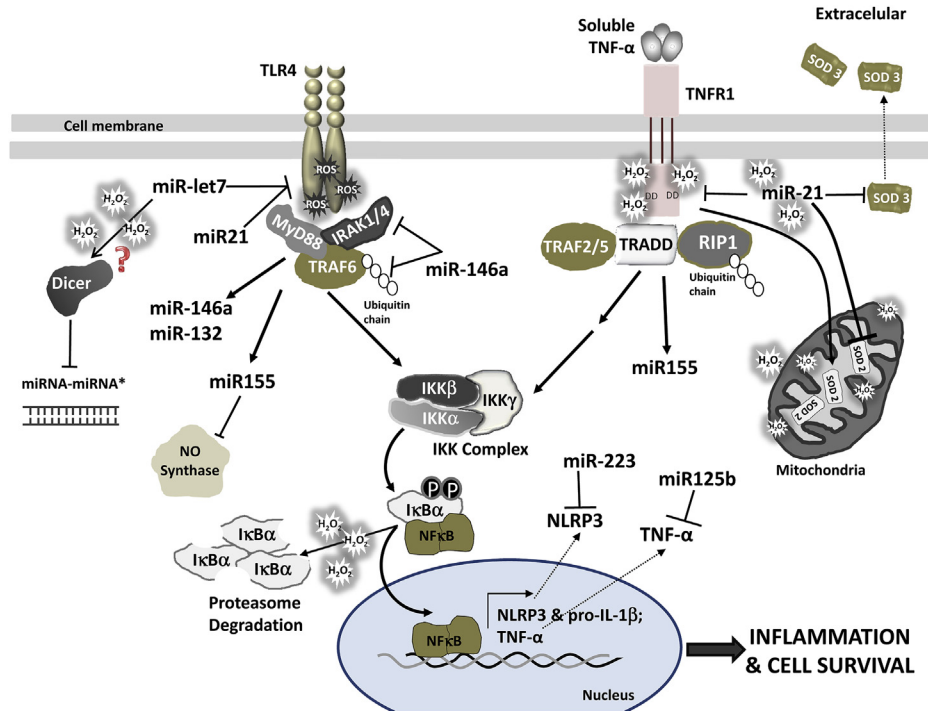 Extracelular
Soluble
TNF-α
SOD 3
SOD 3
TLR4
TNFR1
Cell membrane
ROS
ROS
ROS
H₂O₂
H₂O₂
H₂O₂
miR-let7
miR21
MyD88
IRAK1/4
TRAF6
Ubiquitin
chain
miR-146a
H₂O₂
H₂O₂
H₂O₂
DD
DD
H₂O₂
miR-21
H₂O₂
SOD 3
TRAF2/5
TRADD
RIP1
Ubiquitin
chain
?
Dicer
miR-146a
miR-132
miRNA-miRNA*
miR155
NO
Synthase
miR155
IKKβ
IKKα
IKKγ
IKK Complex
H₂O₂
H₂O₂
H₂O₂
H₂O₂
H₂O₂
SOD 2
SOD 2
SOD 2
Mitochondria
P
P
IκBα
NFκB
miR-223
NLRP3
miR125b
TNF-α
IκBα
IκBα
IκBα
H₂O₂
H₂O₂
H₂O₂
Proteasome
Degradation
NFκB
NLRP3 & pro-IL-1β;
TNF-α
Nucleus
INFLAMMATION
& CELL SURVIVAL